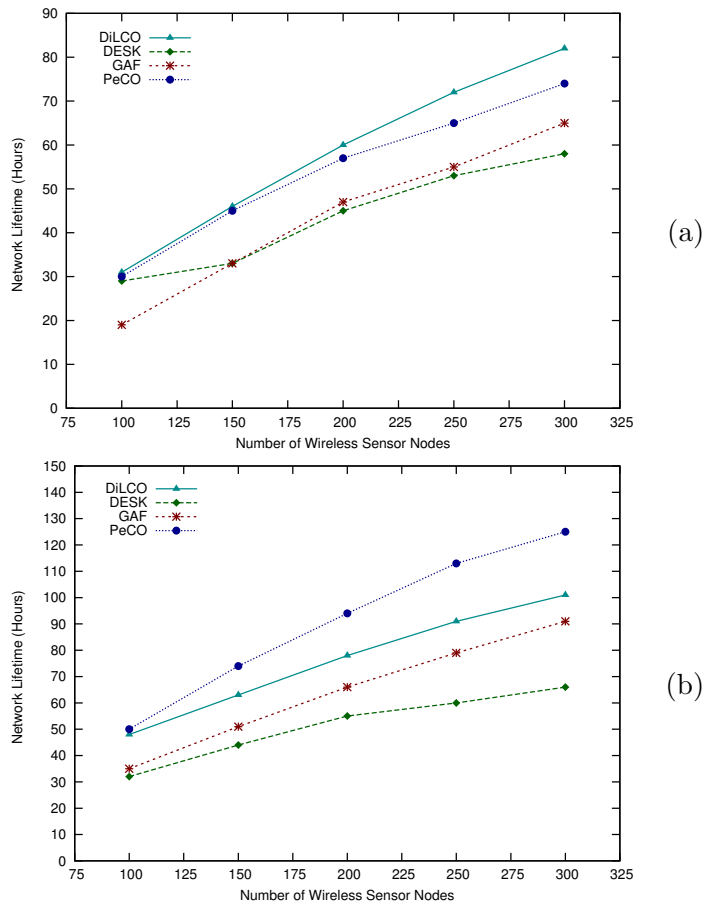 90
80
70
60
50
40
30
20
10
0
Network Lifetime (Hours)
DiLCO
DESK
GAF
PeCO
75 100 125 150 175 200 225 250 275 300 325
Number of Wireless Sensor Nodes
(a)
150
140
130
120
110
100
90
80
70
60
50
40
30
20
10
0
Network Lifetime (Hours)
DiLCO
DESK
GAF
PeCO
75 100 125 150 175 200 225 250 275 300 325
Number of Wireless Sensor Nodes
(b)